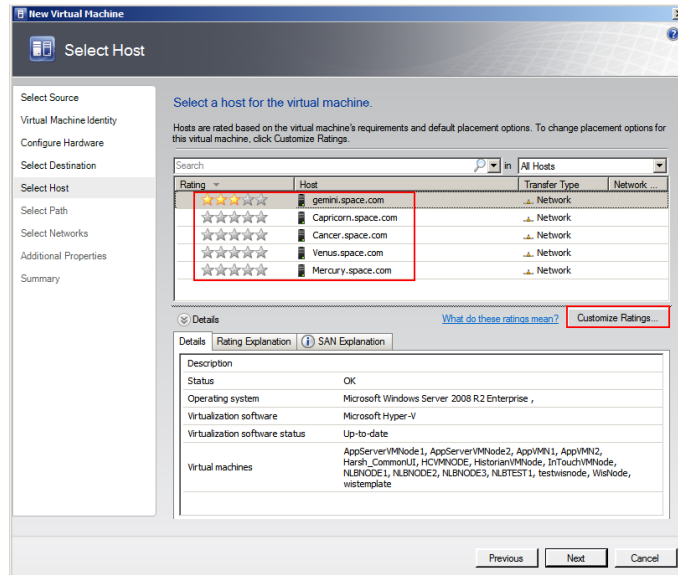 New Virtual Machine
Select Host
Select Source
Virtual Machine Identity
Configure Hardware
Select Destination
Select Host
Select Path
Select Networks
Additional Properties
Summary
Select a host for the virtual machine.
Hosts are rated based on the virtual machine's requirements and default placement options. To change placement options for
this virtual machine, click Customize Ratings.
Search in All Hosts
Rating Host Transfer Type Network ...
gemini.space.com Network
Capricorn.space.com Network
Cancer.space.com Network
Venus.space.com Network
Mercury.space.com Network
Details What do these ratings mean? Customize Ratings...
Details Rating Explanation SAN Explanation
Description
Status OK
Operating system Microsoft Windows Server 2008 R2 Enterprise ,
Virtualization software Microsoft Hyper-V
Virtualization software status Up-to-date
Virtual machines
AppServerVMNode1, AppServerVMNode2, AppVMN1, AppVMN2,
Harsh_CommonUI, HCVMNODE, HistorianVMNode, InTouchVMNode,
NLBNODE1, NLBNODE2, NLBNODE3, NLBTEST1, testwisnode, WisNode,
wistemplate
Previous Next Cancel